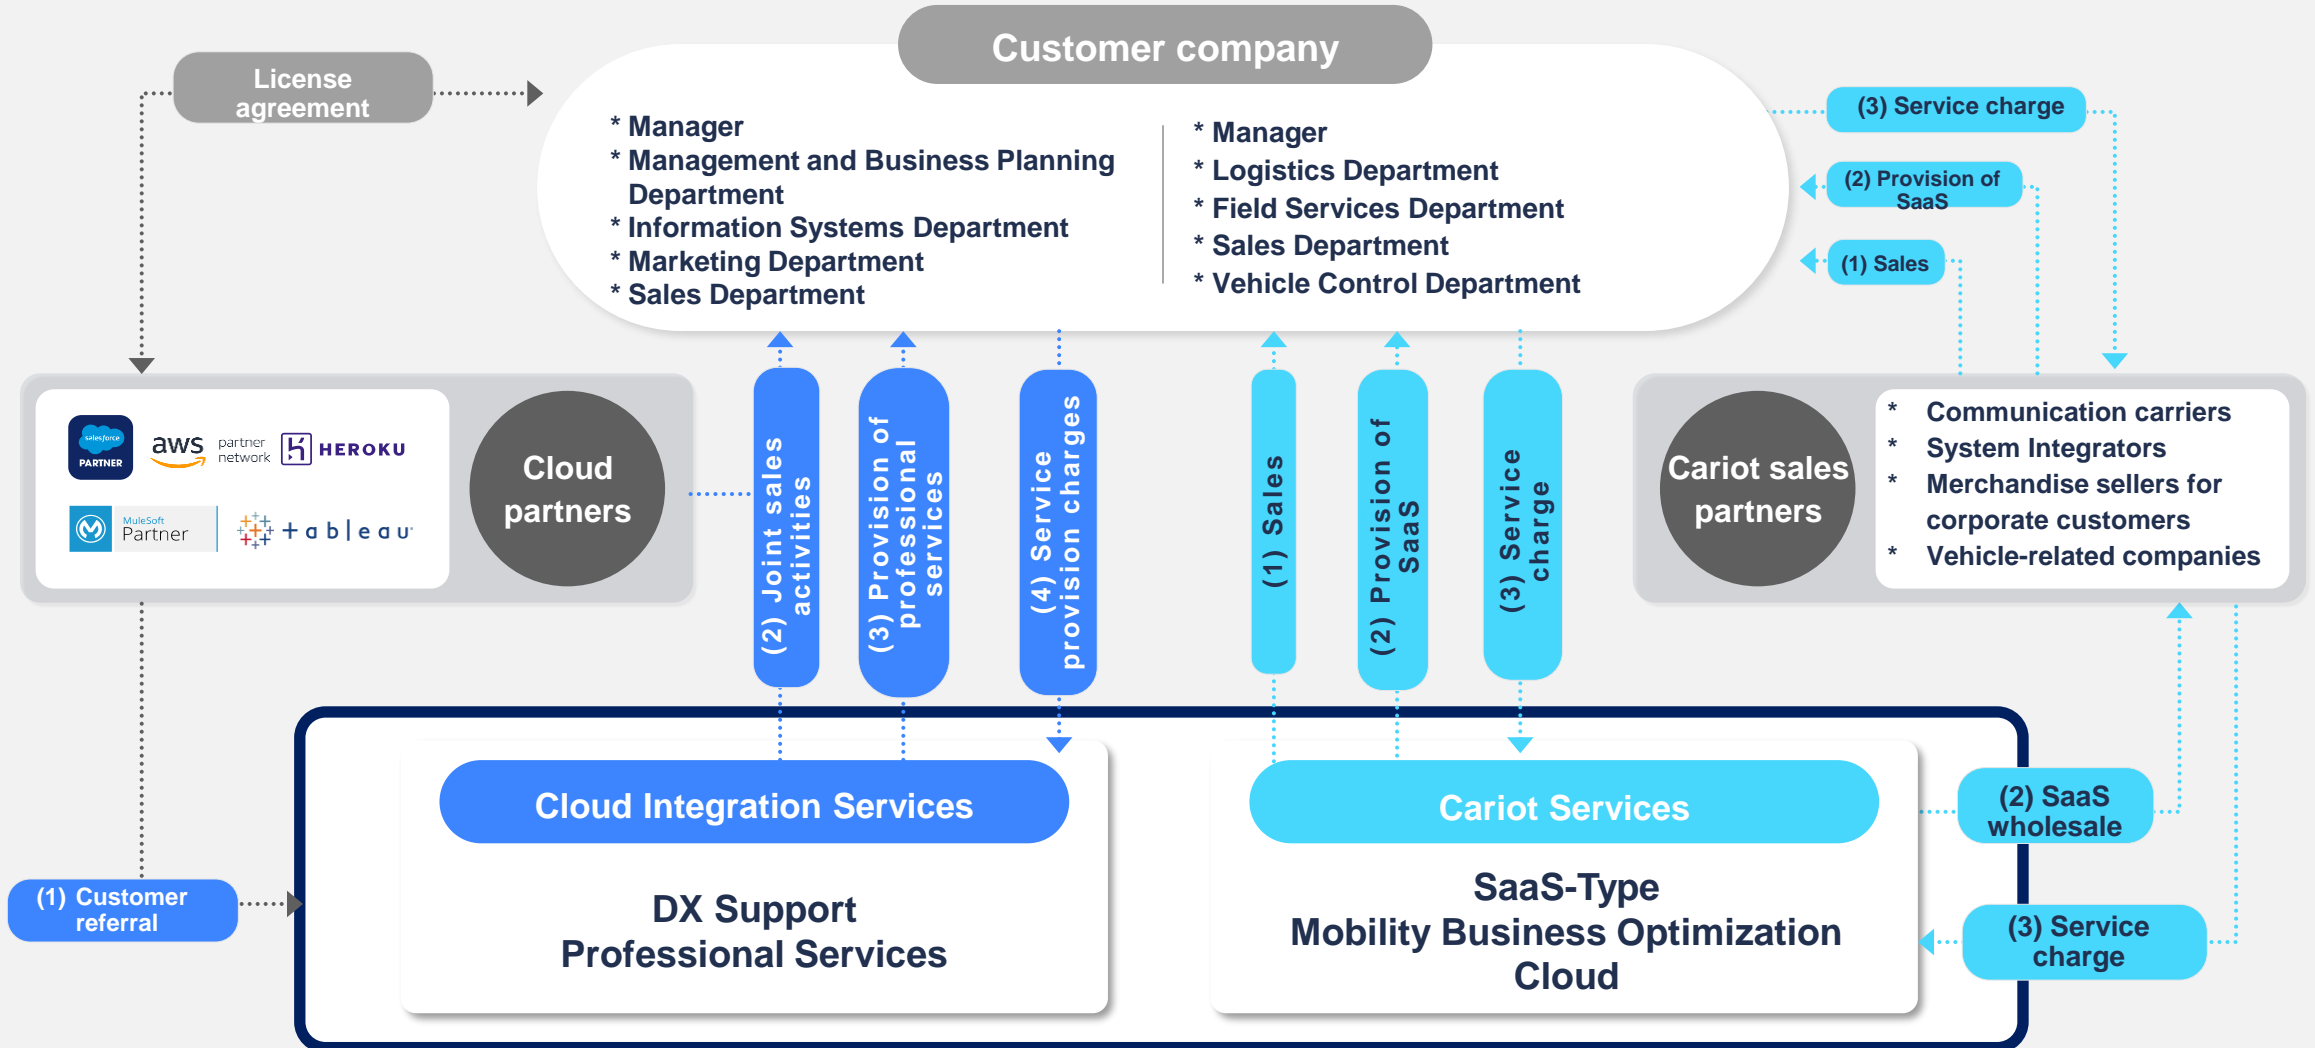 Customer company
License
agreement
* Manager
* Management and Business Planning
Department
* Information Systems Department
* Marketing Department
* Sales Department
* Manager
* Logistics Department
* Field Services Department
* Sales Department
* Vehicle Control Department
(3) Service charge
(2) Provision of
SaaS
(1) Sales
salesforce
PARTNER
aws
partner
network
HEROKU
MuleSoft
Partner
+ableau
Cloud
partners
(2) Joint sales
activities
(3) Provision of
professional
services
(4) Service
provision charges
(1) Sales
(2) Provision of
SaaS
(3) Service
charge
Cariot sales
partners
* Communication carriers
* System Integrators
* Merchandise sellers for
corporate customers
* Vehicle-related companies
Cloud Integration Services
DX Support
Professional Services
Cariot Services
SaaS-Type
Mobility Business Optimization
Cloud
(1) Customer
referral
(2) SaaS
wholesale
(3) Service
charge